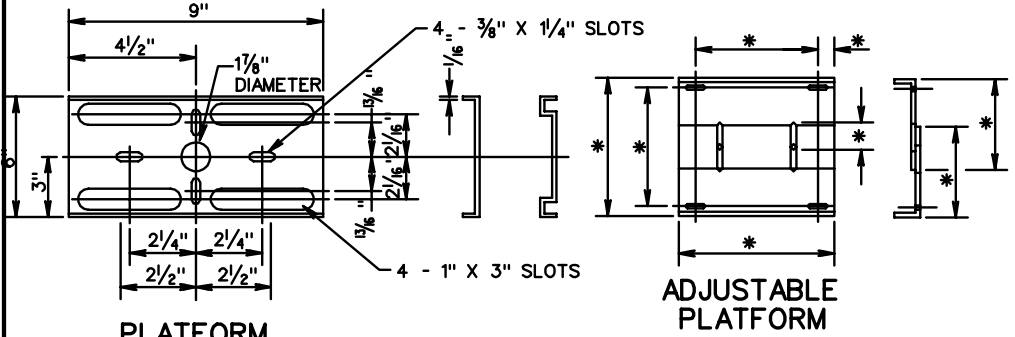 9"
4 - 3/8" X 1 1/4" SLOTS
4 1/2"
1 7/8"
DIAMETER
1/16"
13/16"
2 1/16"
6"
3"
2 1/16"
13/16"
2 1/4" 2 1/4"
2 1/2" 2 1/2"
4 - 1" X 3" SLOTS
PLATFORM
* *
* * *
* *
*
ADJUSTABLE
PLATFORM